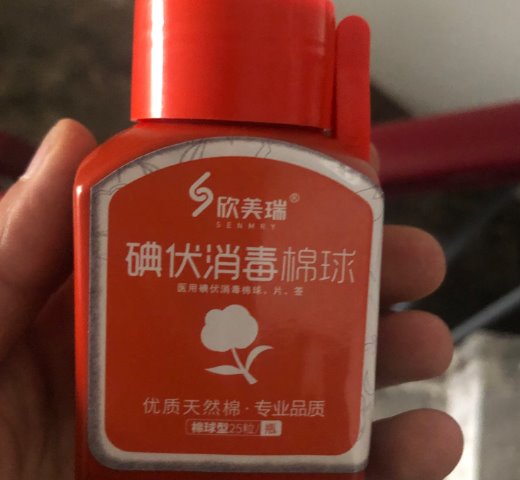 欣美瑞®
SENMRY
碘伏消毒棉球
医用碘伏消毒棉球、片、签
优质天然棉·专业品质
棉球型25粒/瓶